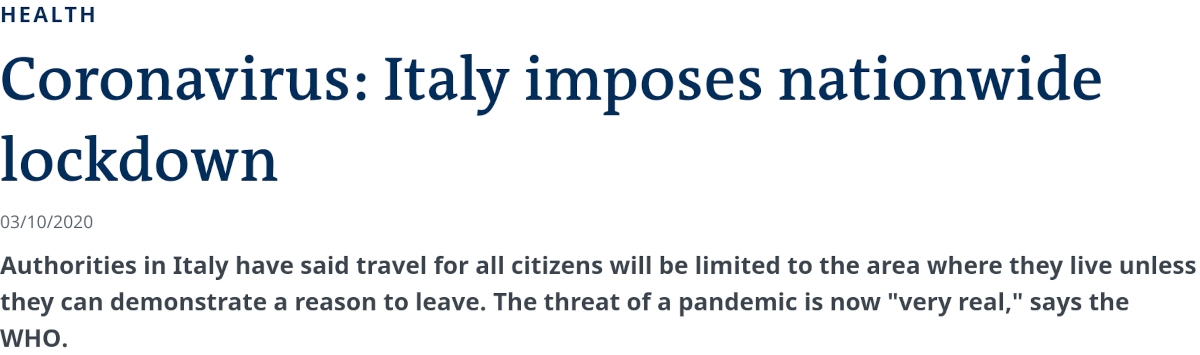 HEALTH
Coronavirus: Italy imposes nationwide
lockdown
03/10/2020
Authorities in Italy have said travel for all citizens will be limited to the area where they live unless
they can demonstrate a reason to leave. The threat of a pandemic is now "very real," says the
WHO.